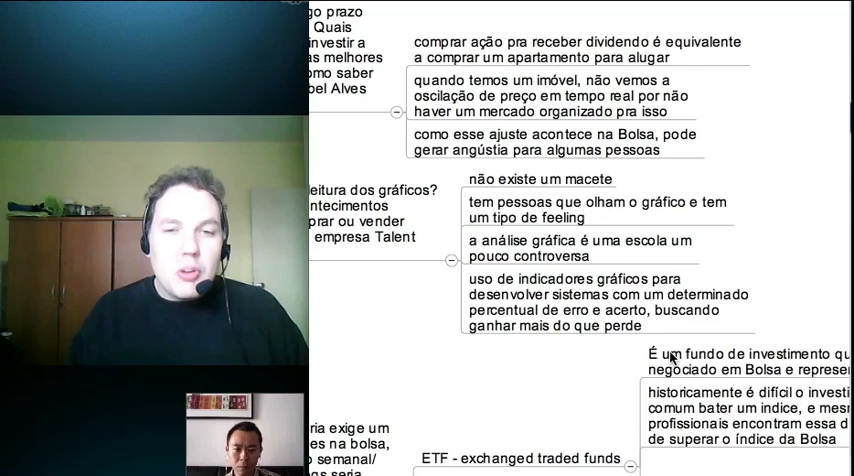 go prazo
Quais
investir a
as melhores
omo saber
bel Alves
comprar ação pra receber dividendo é equivalente
a comprar um apartamento para alugar
quando temos um imóvel, não vemos a
oscilação de preço em tempo real por não
haver um mercado organizado pra isso
como esse ajuste acontece na Bolsa, pode
gerar angústia para algumas pessoas
eitura dos gráficos?
ntecimentos
prar ou vender
empresa Talent
não existe um macete
tem pessoas que olham o gráfico e tem
um tipo de feeling
a análise gráfica é uma escola um
pouco controversa
uso de indicadores gráficos para
desenvolver sistemas com um determinado
percentual de erro e acerto, buscando
ganhar mais do que perde
É um fundo de investimento qu
negociado em Bolsa e represe
historicamente é difícil o investi
comum bater um indice, e mes
profissionais encontram essa d
de superar o índice da Bolsa
ria exige um
es na bolsa,
o semanal/
ETF - exchanged traded funds